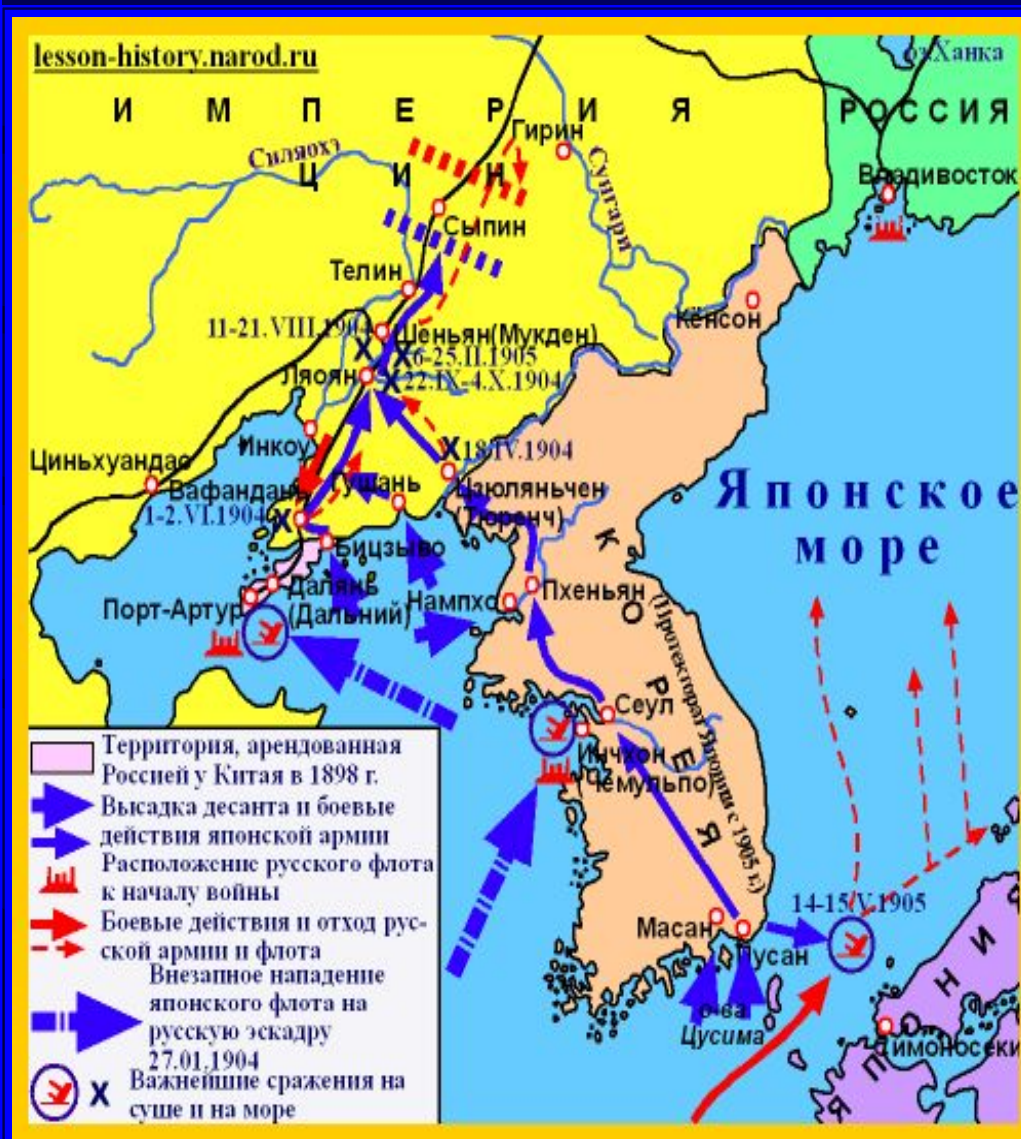 lesson-history.narod.ru
оз.Ханка
И М П Е Р И Я
РОССИЯ
Гирин
Силяохэ
Сунгари
Ц И Н
Владивосток
Сыпин
Телин
Кёнсон
11-21.VIII.1904
Шеньян(Мукден)
X
X 6-25.II.1905
Ляоян
X 22.IX-4.X.1904
Инкоу
X 18/IV.1904
Циньхуандао
Гушань
Цзюляньчен
(Тюренч)
Вафандань
1-2.VI.1904 X
Японское
море
Бицзыво
Далянь
(Дальний)
Порт-Артур
Нампхо
Пхеньян
К О Р Е Я
(Протекторат Японии с 1905 г.)
Сеул
Инчхон
Чемульпо)
14-15/V.1905
Масан
Пусан
о-ва
Цусима
Симоносеки
Я П О Н И
Территория, арендованная
Россией у Китая в 1898 г.
Высадка десанта и боевые
действия японской армии
Расположение русского флота
к началу войны
Боевые действия и отход рус-
ской армии и флота
Внезапное нападение
японского флота на
русскую эскадру
27.01.1904
X Важнейшие сражения на
суше и на море